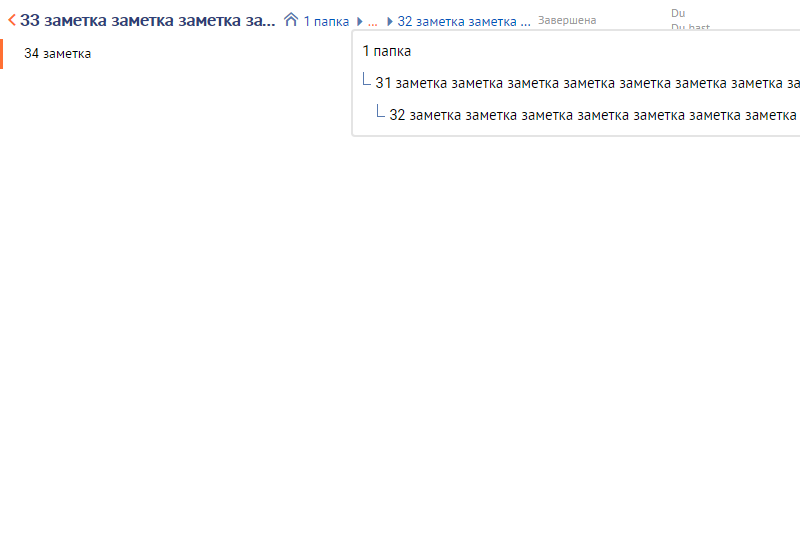 33 заметка заметка заметка за... 1 папка ... 32 заметка заметка ... Завершена Du
Du hast
34 заметка
1 папка
31 заметка заметка заметка заметка заметка заметка заметка за
32 заметка заметка заметка заметка заметка заметка заметка